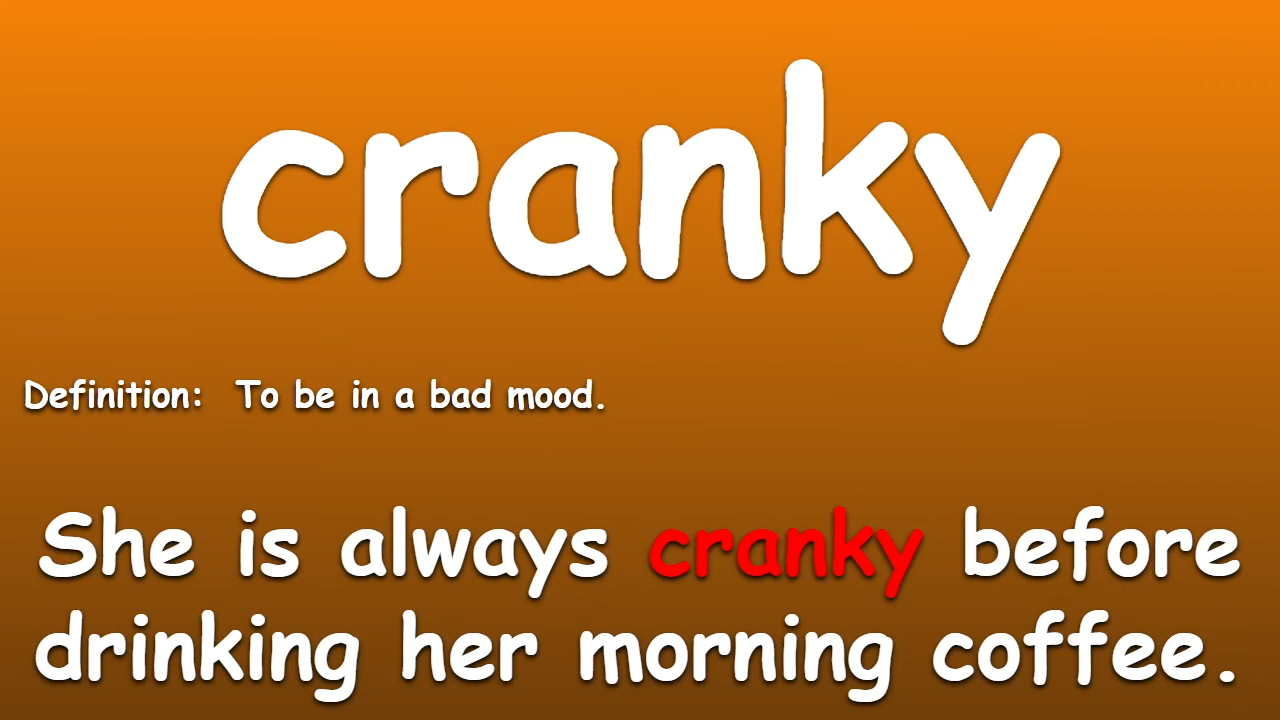 cranky
Definition:  To be in a bad mood.
She is always cranky before
drinking her morning coffee.